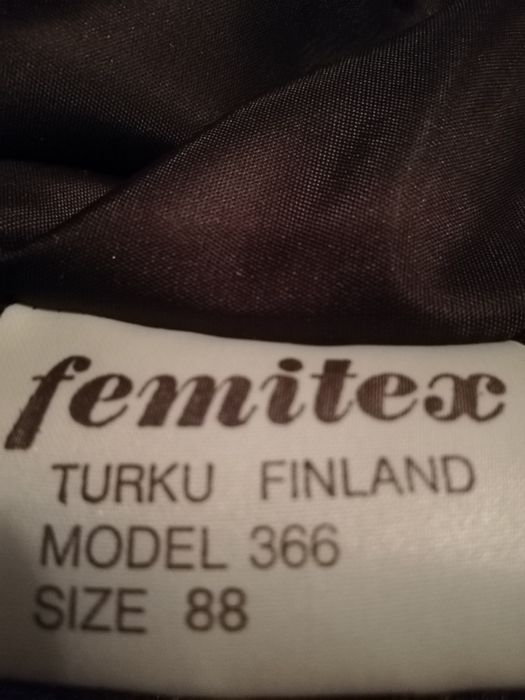 femitex
TURKU FINLAND
MODEL 366
SIZE 88